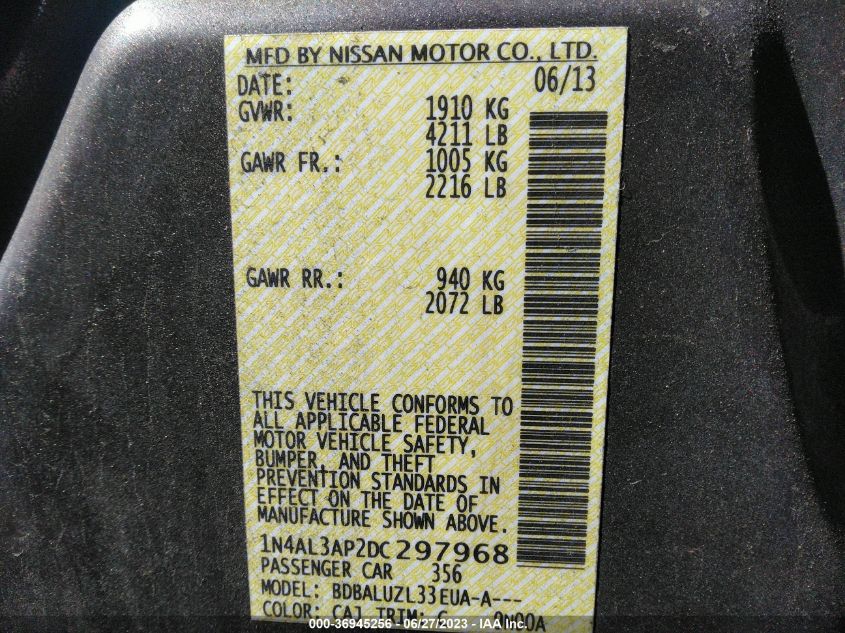 MFD BY NISSAN MOTOR CO., LTD.
DATE: 06/13
GVWR: 1910 KG
4211 LB
GAWR FR.: 1005 KG
2216 LB
GAWR RR.: 940 KG
2072 LB
THIS VEHICLE CONFORMS TO
ALL APPLICABLE FEDERAL
MOTOR VEHICLE SAFETY,
BUMPER, AND THEFT
PREVENTION STANDARDS IN
EFFECT ON THE DATE OF
MANUFACTURE SHOWN ABOVE.
1N4AL3AP2DC297968
PASSENGER CAR 356
MODEL: BDBALUZL33EUA-A---
COLOR: CAJ TRIM: G
000-36945256 - 06/27/2023 - IAA Inc.